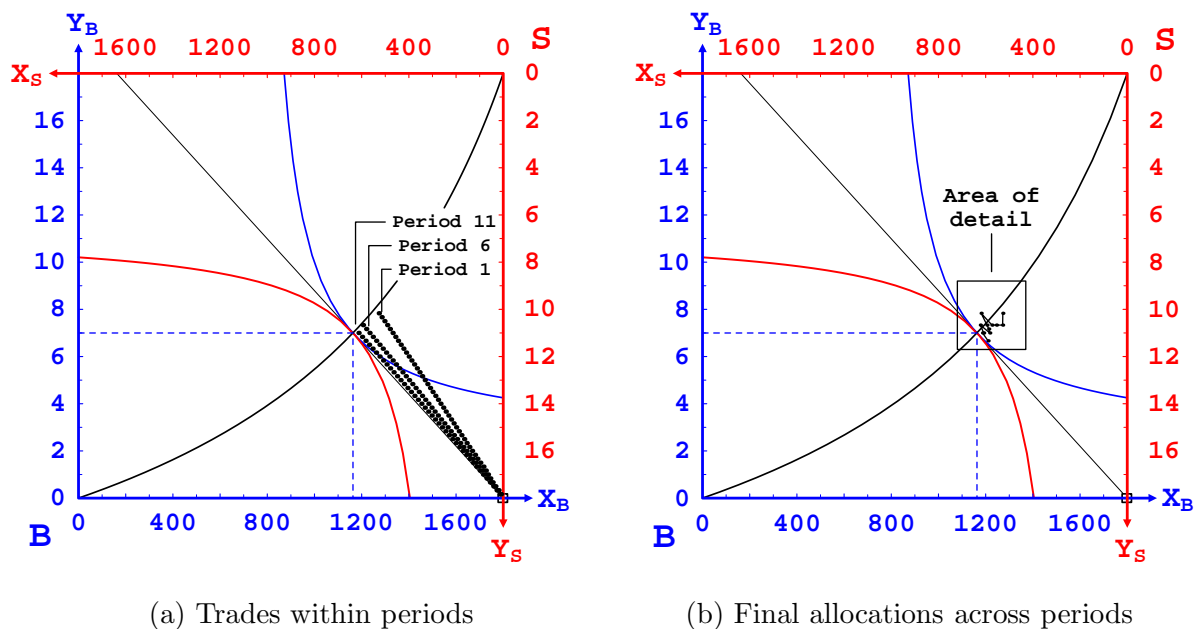 Y_B
1600 1200 800 400 0
S
X_S
0
16
2
14
4
12
6
Period 11
Period 6
10
8
Period 1
8
10
6
12
4
14
2
16
0
X_B
0 400 800 1200 1600
B
Y_S
(a) Trades within periods
Y_B
1600 1200 800 400 0
S
X_S
0
16
2
14
4
Area of
detail
12
6
10
8
8
10
6
12
4
14
2
16
0
X_B
0 400 800 1200 1600
B
Y_S
(b) Final allocations across periods